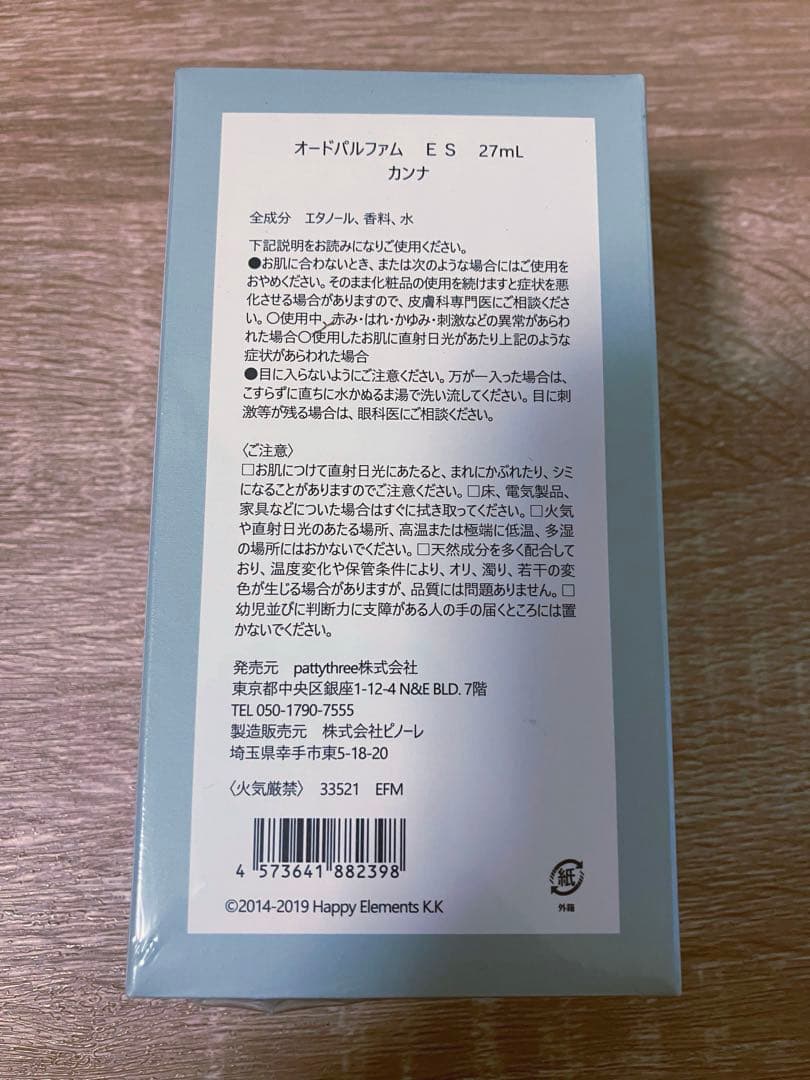 オードパルファム　ＥＳ　27mL
カンナ
全成分　エタノール、香料、水
下記説明をお読みになりご使用ください。
●お肌に合わないとき、または次のような場合にはご使用を
おやめください。そのまま化粧品の使用を続けますと症状を悪
化させる場合がありますので、皮膚科専門医にご相談くださ
い。〇使用中、赤み・はれ・かゆみ・刺激などの異常があらわ
れた場合〇使用したお肌に直射日光があたり上記のような
症状があらわれた場合
●目に入らないようにご注意ください。万が一入った場合は、
こすらずに直ちに水かぬるま湯で洗い流してください。目に刺
激等が残る場合は、眼科医にご相談ください。
〈ご注意〉
□お肌につけて直射日光にあたると、まれにかぶれたり、シミ
になることがありますのでご注意ください。□床、電気製品、
家具などについた場合はすぐに拭き取ってください。□火気
や直射日光のあたる場所、高温または極端に低温、多湿
の場所にはおかないでください。□天然成分を多く配合して
おり、温度変化や保管条件により、オリ、濁り、若干の変
色が生じる場合がありますが、品質には問題ありません。□
幼児並びに判断力に支障がある人の手の届くところには置
かないでください。
発売元　pattythree株式会社
東京都中央区銀座1-12-4 N&E BLD. 7階
TEL 050-1790-7555
製造販売元　株式会社ピノーレ
埼玉県幸手市東5-18-20
〈火気厳禁〉　33521　EFM
4 573641 882398
紙
外箱
©2014-2019 Happy Elements K.K